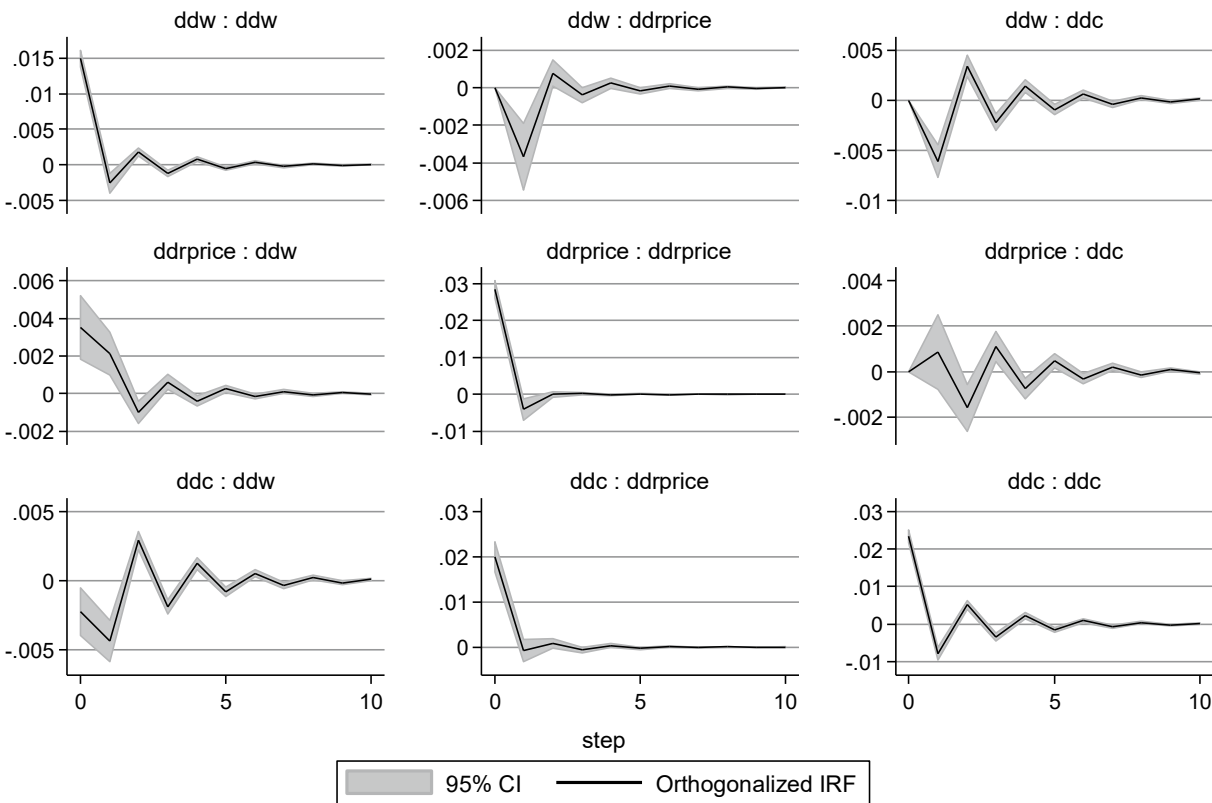 ddw : ddw
.015
.01
.005
0
-.005
ddw : ddrprice
.002
0
-.002
-.004
-.006
ddw : ddc
.005
0
-.005
-.01
ddrprice : ddw
.006
.004
.002
0
-.002
ddrprice : ddrprice
.03
.02
.01
0
-.01
ddrprice : ddc
.004
.002
0
-.002
ddc : ddw
.005
0
-.005
0 5 10
ddc : ddrprice
.03
.02
.01
0
0 5 10
ddc : ddc
.03
.02
.01
0
-.01
0 5 10
step
95% CI Orthogonalized IRF